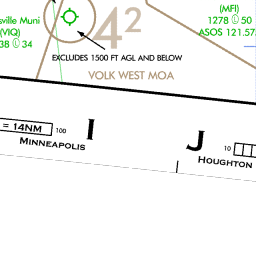 sville Muni
(VIQ)
38 34
4²
(MFI)
1278 50
ASOS 121.57
EXCLUDES 1500 FT AGL AND BELOW
VOLK WEST MOA
= 14NM
100
I
J
10
MINNEAPOLIS
HOUGHTON